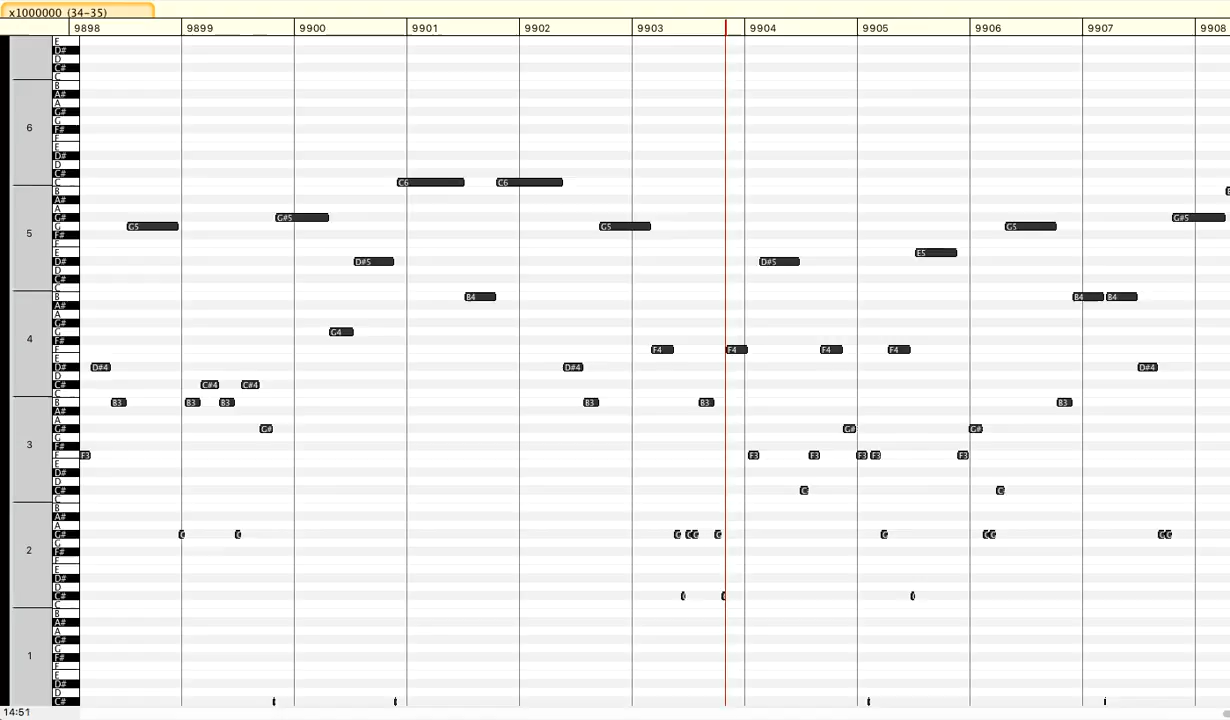 x1000000 (34-35)
9898 9899 9900 9901 9902 9903 9904 9905 9906 9907 9908
E
D#
D
C#
C
B
A#
A
G#
G
F#
F
6
E
D#
D
C#
C6 C6
C
B
A#
A
G#
G#5 G#5
G
G5 G5 G5
5
F#
F
E
E5
D#
D#5 D#5
D
C#
C
B
B4 B4 B4
A#
A
G#
G
G4
4
F#
F
F4 F4 F4 F4
E
D#
D#4 D#4 D#4
D
C#
C#4 C#4
C
B
B3 B3 B3 B3 B3 B3
A#
A
G#
G# G# G#
3
G
F#
F
F3 F3 F3 F3 F3 F3
E
D#
D
C#
C
B
A#
A
G#
G
2
F#
F
E
D#
D
C#
C
B
A#
A
G#
G
1
F#
F
E
D#
D
C#
14:51